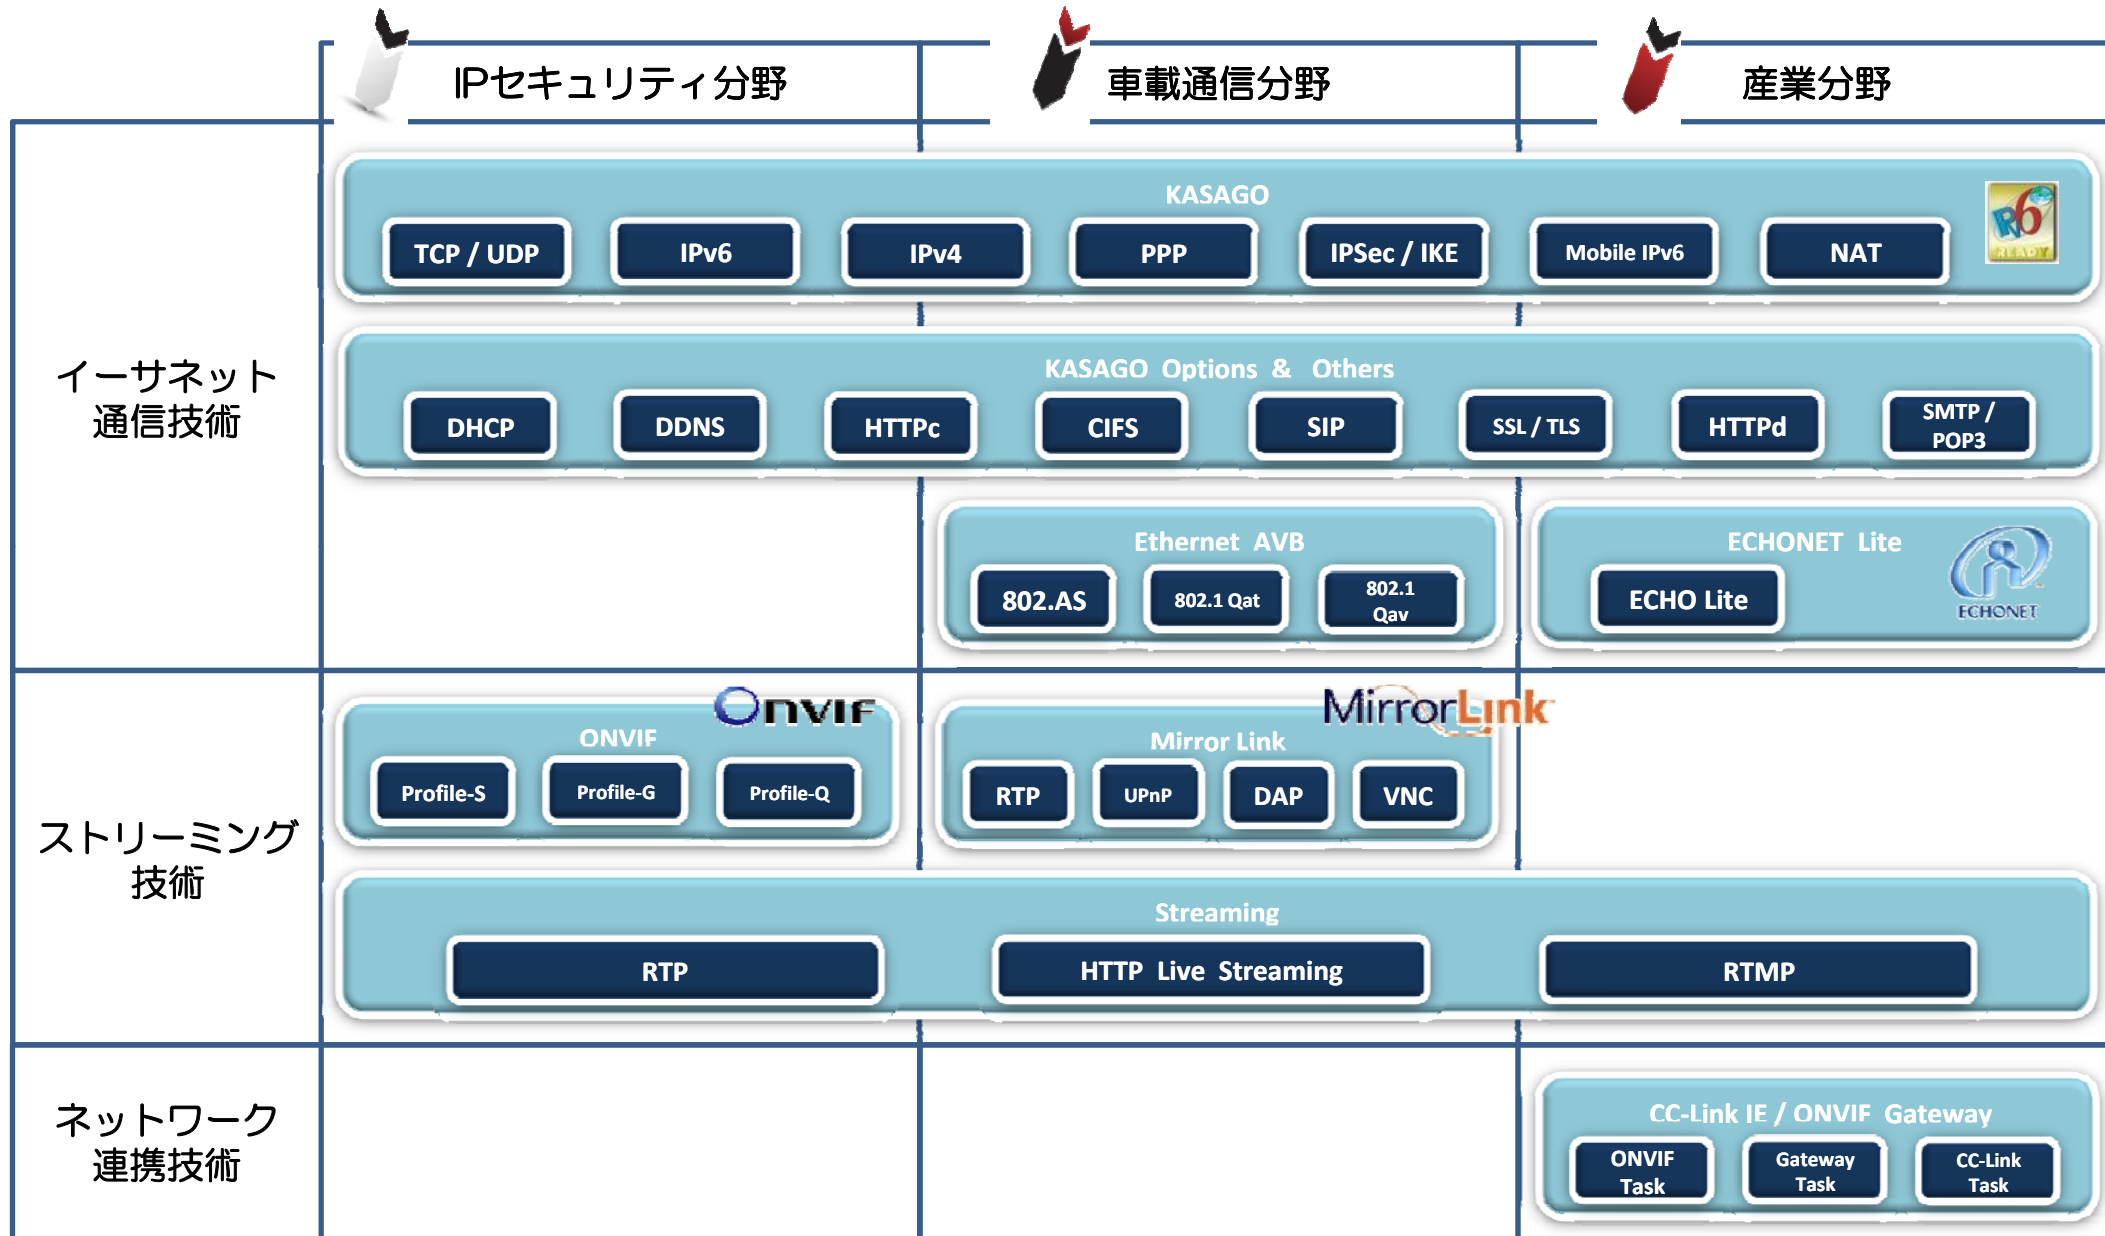 IPセキュリティ分野
車載通信分野
産業分野
イーサネット
通信技術
KASAGO
TCP / UDP
IPv6
IPv4
PPP
IPSec / IKE
Mobile IPv6
NAT
IPv6
READY
KASAGO Options & Others
DHCP
DDNS
HTTPc
CIFS
SIP
SSL / TLS
HTTPd
SMTP /
POP3
Ethernet AVB
802.AS
802.1 Qat
802.1
Qav
ECHONET Lite
ECHO Lite
ECHONET
ストリーミング
技術
ONVIF
ONVIF
Profile-S
Profile-G
Profile-Q
MirrorLink
Mirror Link
RTP
UPnP
DAP
VNC
Streaming
RTP
HTTP Live Streaming
RTMP
ネットワーク
連携技術
CC-Link IE / ONVIF Gateway
ONVIF
Task
Gateway
Task
CC-Link
Task